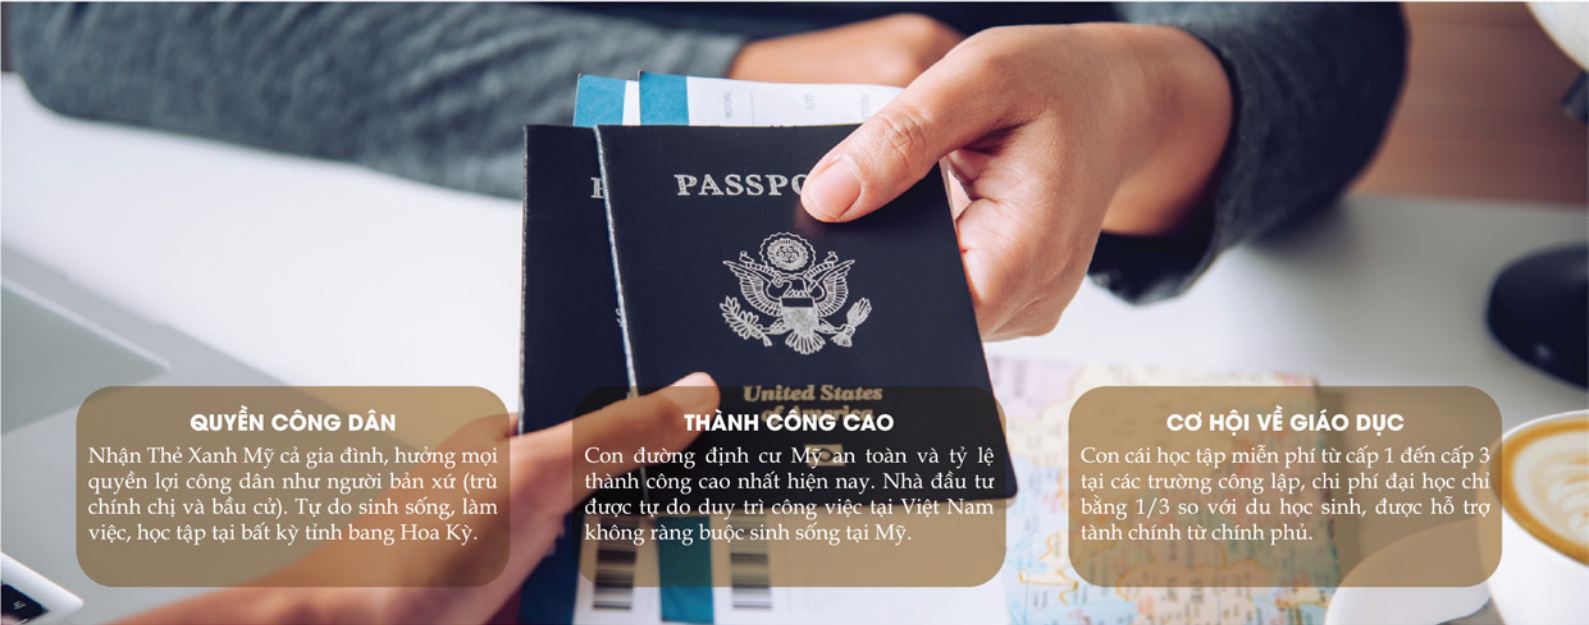 PASSPO
United States
of America
QUYỀN CÔNG DÂN
Nhận Thẻ Xanh Mỹ cả gia đình, hưởng mọi
quyền lợi công dân như người bản xứ (trù
chính chị và bầu cử). Tự do sinh sống, làm
việc, học tập tại bất kỳ tỉnh bang Hoa Kỳ.
THÀNH CÔNG CAO
Con đường định cư Mỹ an toàn và tỷ lệ
thành công cao nhất hiện nay. Nhà đầu tư
được tự do duy trì công việc tại Việt Nam
không ràng buộc sinh sống tại Mỹ.
CƠ HỘI VỀ GIÁO DỤC
Con cái học tập miễn phí từ cấp 1 đến cấp 3
tại các trường công lập, chi phí đại học chỉ
bằng 1/3 so với du học sinh, được hỗ trợ
tành chính từ chính phủ.